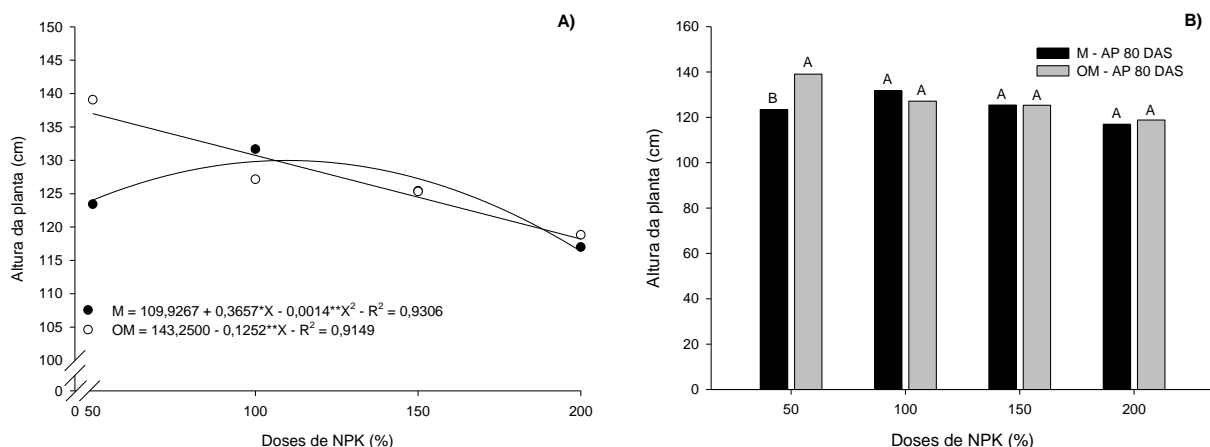 A)
Altura da planta (cm)
150
145
140
135
130
125
120
115
110
105
100
0
M = 109,9267 + 0,3657*X - 0,0014**X² - R² = 0,9306
OM = 143,2500 - 0,1252**X - R² = 0,9149
0 50 100 150 200
Doses de NPK (%)
B)
Altura da planta (cm)
160
140
120
100
80
60
40
20
0
M - AP 80 DAS
OM - AP 80 DAS
B A A A A A A A
50 100 150 200
Doses de NPK (%)